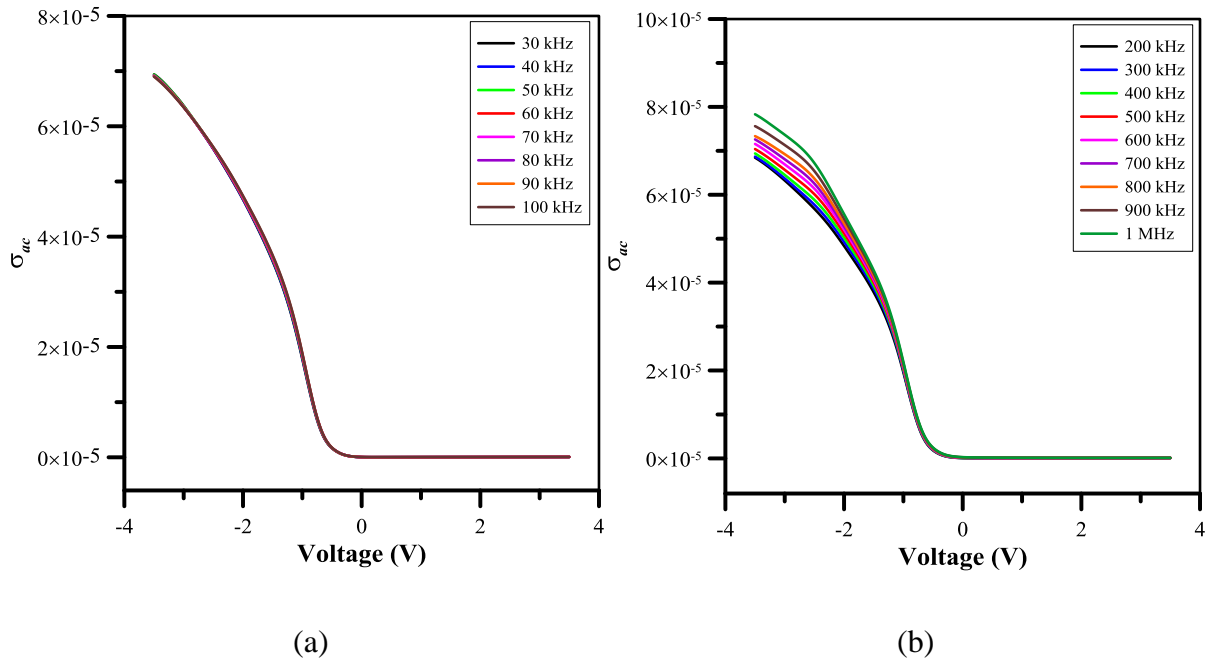 8×10-5
6×10-5
4×10-5
2×10-5
0×10-5
σac
-4 -2 0 2 4
Voltage (V)
30 kHz
40 kHz
50 kHz
60 kHz
70 kHz
80 kHz
90 kHz
100 kHz
(a)
10×10-5
8×10-5
6×10-5
4×10-5
2×10-5
0×10-5
σac
-4 -2 0 2 4
Voltage (V)
200 kHz
300 kHz
400 kHz
500 kHz
600 kHz
700 kHz
800 kHz
900 kHz
1 MHz
(b)